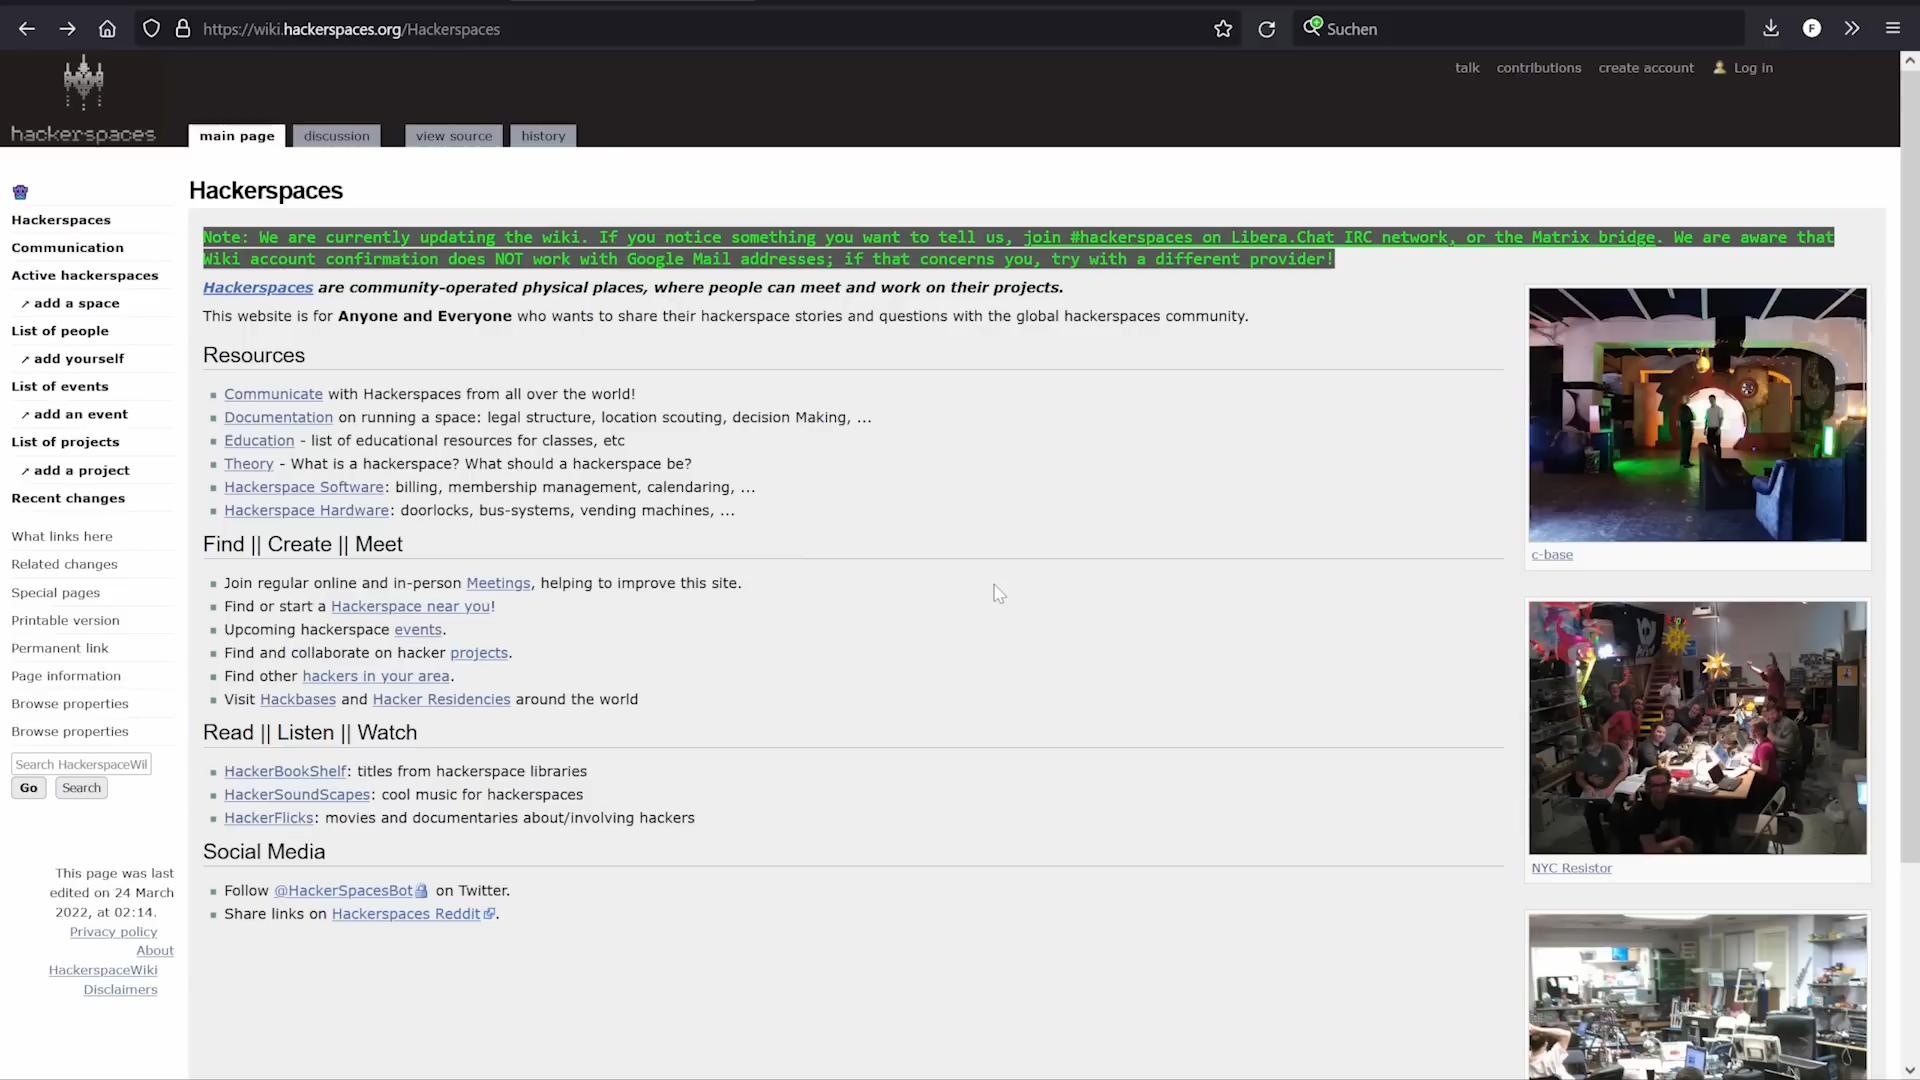 https://wiki.hackerspaces.org/Hackerspaces
Suchen
F
talk contributions create account Log in
hackerspaces
main page discussion view source history
Hackerspaces
Communication
Active hackerspaces
add a space
List of people
add yourself
List of events
add an event
List of projects
add a project
Recent changes
What links here
Related changes
Special pages
Printable version
Permanent link
Page information
Browse properties
Browse properties
Search HackerspaceWil
Go Search
This page was last
edited on 24 March
2022, at 02:14.
Privacy policy
About
HackerspaceWiki
Disclaimers
Hackerspaces
Note: We are currently updating the wiki. If you notice something you want to tell us, join #hackerspaces on Libera.Chat IRC network, or the Matrix bridge. We are aware that
Wiki account confirmation does NOT work with Google Mail addresses; if that concerns you, try with a different provider!
Hackerspaces are community-operated physical places, where people can meet and work on their projects.
This website is for Anyone and Everyone who wants to share their hackerspace stories and questions with the global hackerspaces community.
Resources
Communicate with Hackerspaces from all over the world!
Documentation on running a space: legal structure, location scouting, decision Making, ...
Education - list of educational resources for classes, etc
Theory - What is a hackerspace? What should a hackerspace be?
Hackerspace Software: billing, membership management, calendaring, ...
Hackerspace Hardware: doorlocks, bus-systems, vending machines, ...
Find || Create || Meet
Join regular online and in-person Meetings, helping to improve this site.
Find or start a Hackerspace near you!
Upcoming hackerspace events.
Find and collaborate on hacker projects.
Find other hackers in your area.
Visit Hackbases and Hacker Residencies around the world
Read || Listen || Watch
HackerBookShelf: titles from hackerspace libraries
HackerSoundScapes: cool music for hackerspaces
HackerFlicks: movies and documentaries about/involving hackers
Social Media
Follow @HackerSpacesBot on Twitter.
Share links on Hackerspaces Reddit.
c-base
NYC Resistor